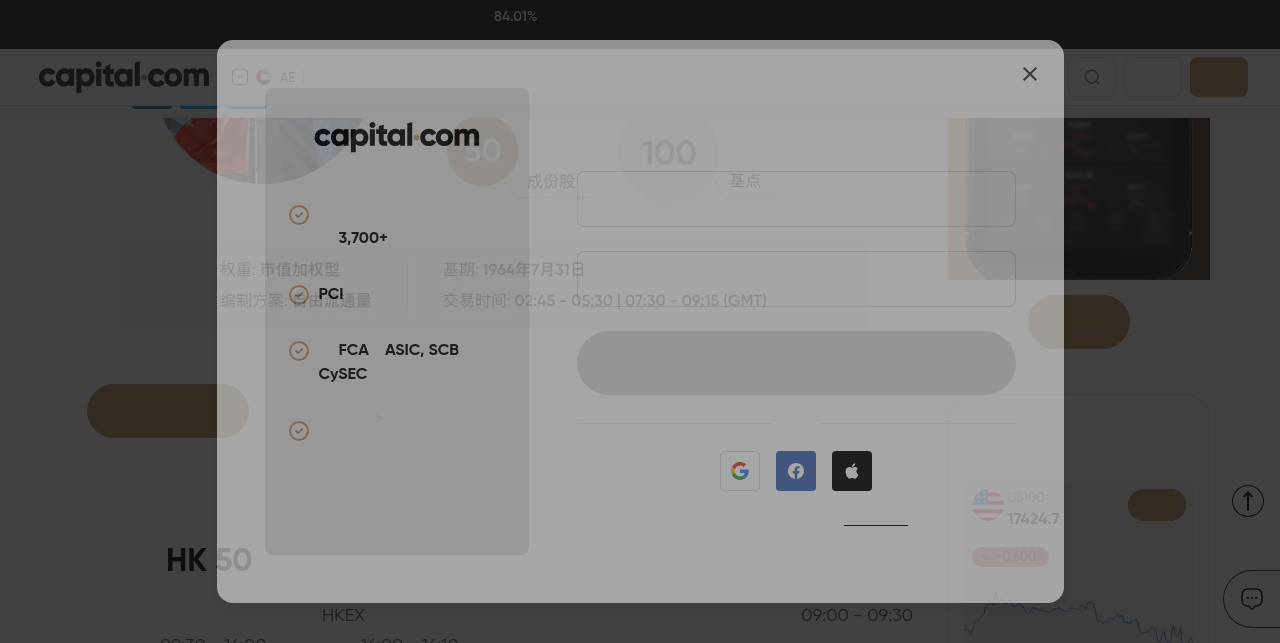 84.01%
capital.com
AE
capital.com
50
100
成份股
基点
3,700+
权重: 市值加权型
基期: 1964年7月31日
PCI
编制方案: 自由流通量
交易时间: 02:45 - 05:30 | 07:30 - 09:15 (GMT)
FCA ASIC, SCB
CySEC
US100
17424.7
HK 50
-0.600%
HKEX
09:00 - 09:30